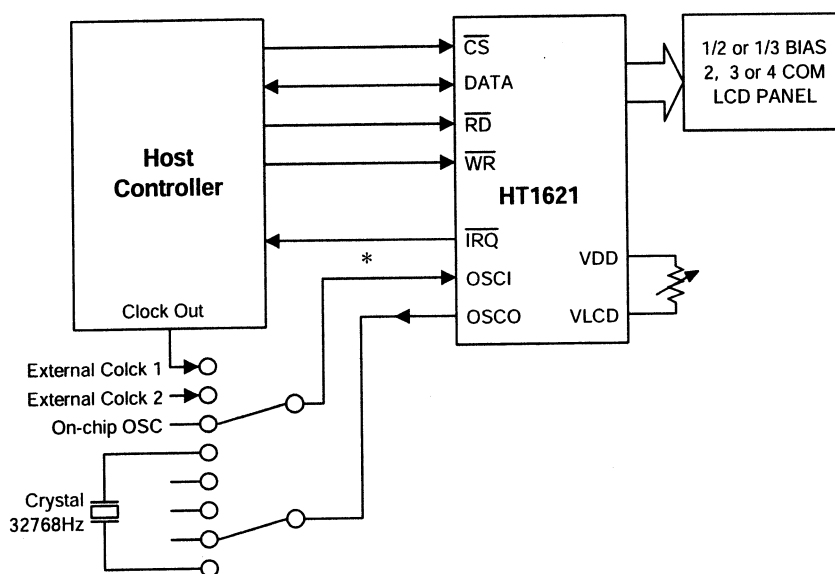 Host
Controller
Clock Out
CS
DATA
RD
WR
HT1621
IRQ
OSCI
OSCO
VDD
VLCD
1/2 or 1/3 BIAS
2, 3 or 4 COM
LCD PANEL
*
External Colck 1
External Colck 2
On-chip OSC
Crystal
32768Hz